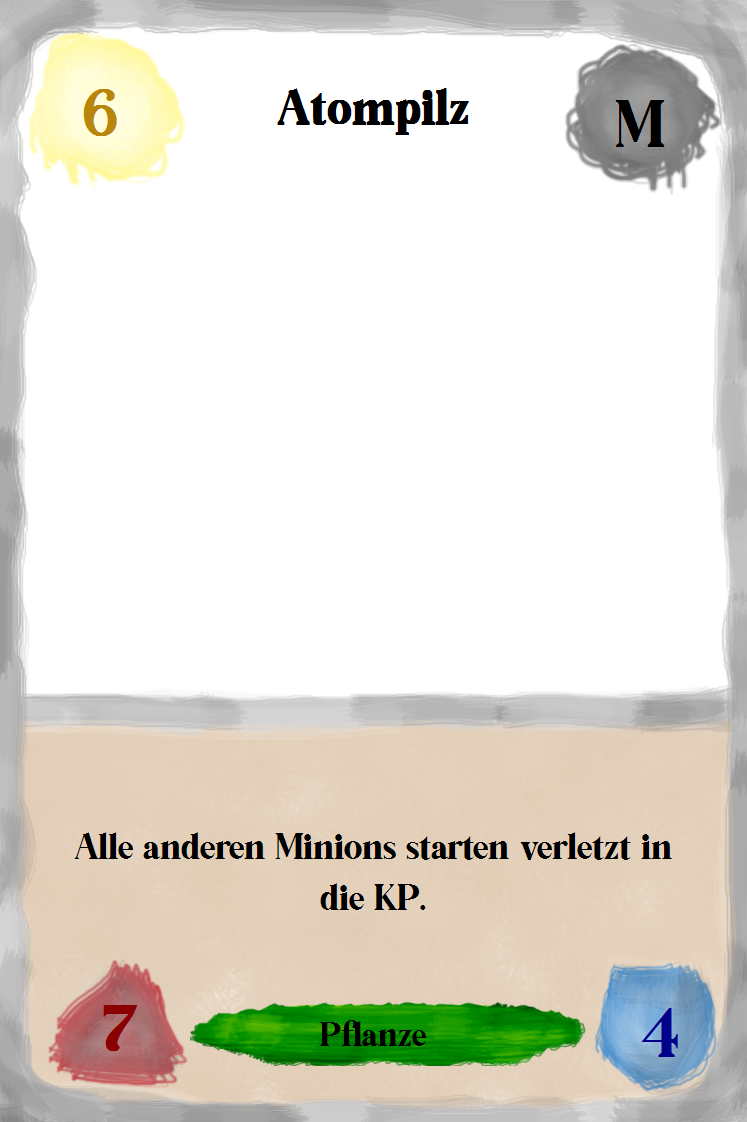 6
Atompilz
M
Alle anderen Minions starten verletzt in
die KP.
7
Pflanze
4